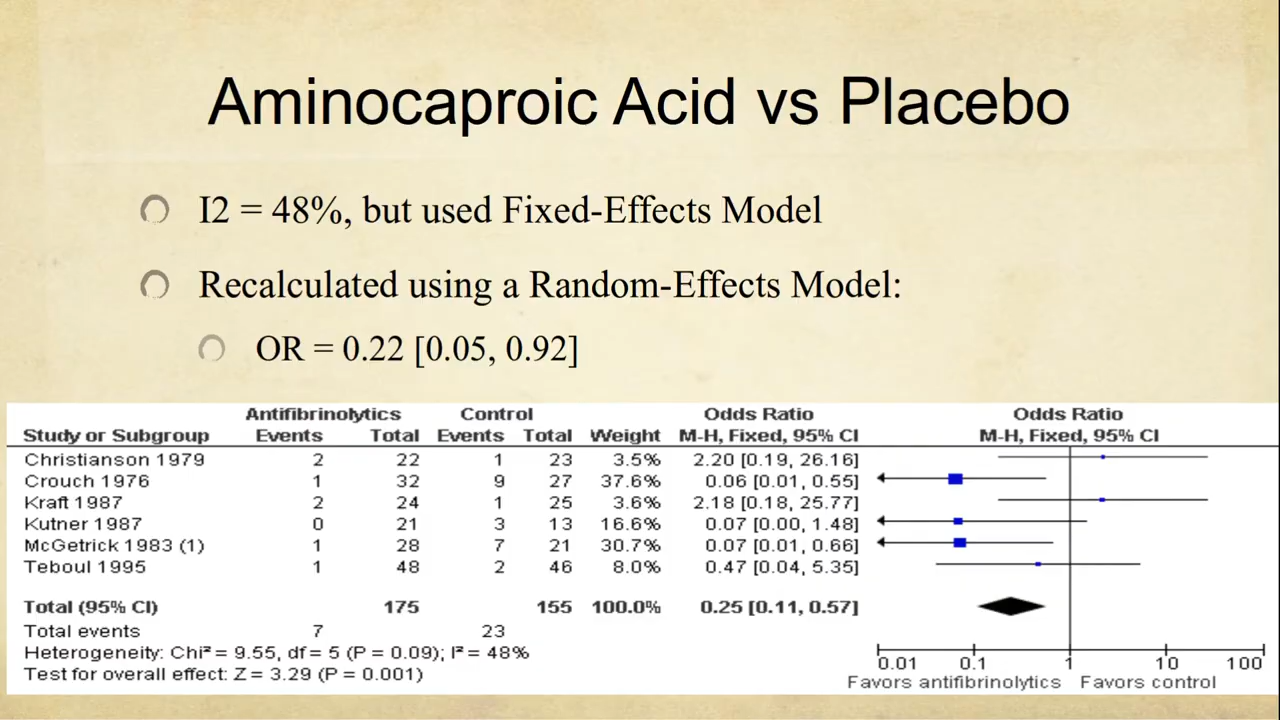 Aminocaproic Acid vs Placebo
I2 = 48%, but used Fixed-Effects Model
Recalculated using a Random-Effects Model:
OR = 0.22 [0.05, 0.92]
Antifibrinolytics Control Odds Ratio Odds Ratio
Study or Subgroup Events Total Events Total Weight M-H, Fixed, 95% CI M-H, Fixed, 95% CI
Christianson 1979 2 22 1 23 3.5% 2.20 [0.19, 26.16]
Crouch 1976 1 32 9 27 37.6% 0.06 [0.01, 0.55]
Kraft 1987 2 24 1 25 3.6% 2.18 [0.18, 25.77]
Kutner 1987 0 21 3 13 16.6% 0.07 [0.00, 1.48]
McGetrick 1983 (1) 1 28 7 21 30.7% 0.07 [0.01, 0.66]
Teboul 1995 1 48 2 46 8.0% 0.47 [0.04, 5.35]
Total (95% CI) 175 155 100.0% 0.25 [0.11, 0.57]
Total events 7 23
Heterogeneity: Chi² = 9.55, df = 5 (P = 0.09); I² = 48%
Test for overall effect: Z = 3.29 (P = 0.001)
0.01 0.1 1 10 100
Favors antifibrinolytics Favors control